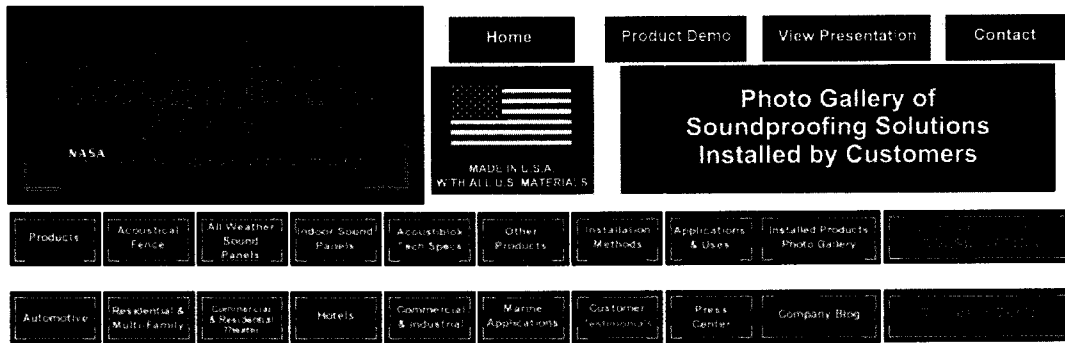 Home
Product Demo
View Presentation
Contact
NASA
MADE IN U.S.A.
WITH ALL U.S. MATERIALS
Photo Gallery of
Soundproofing Solutions
Installed by Customers
Products
Acoustical
Fence
All Weather
Sound
Panels
Indoor Sound
Panels
Acoustiblok
Tech Specs
Other
Products
Installation
Methods
Applications
& Uses
Installed Products
Photo Gallery
Automotive
Residential &
Multi-Family
Commercial
& Residential
Theater
Hotels
Commercial
& Industrial
Marine
Applications
Customer
Testimonials
Press
Center
Company Blog